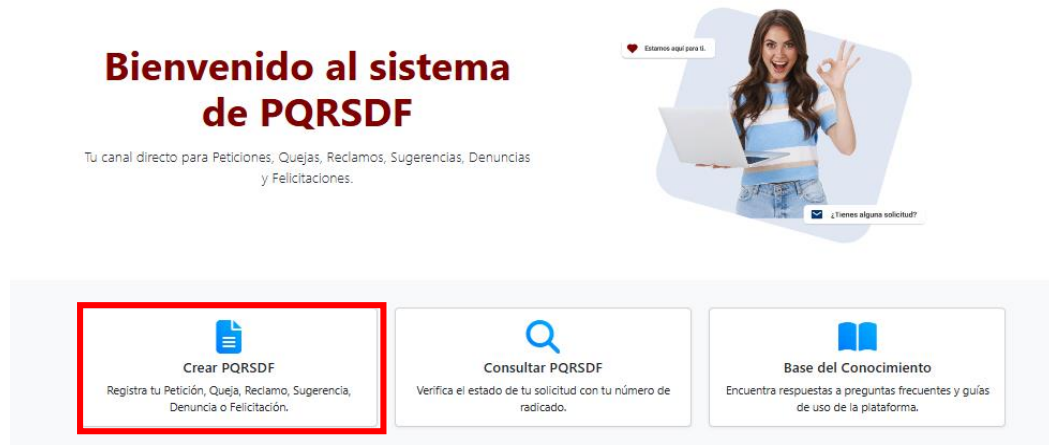 Bienvenido al sistema
de PQRSDF
Tu canal directo para Peticiones, Quejas, Reclamos, Sugerencias, Denuncias
y Felicitaciones.
Estamos aquí para ti.
¿Tienes alguna solicitud?
Crear PQRSDF
Registra tu Petición, Queja, Reclamo, Sugerencia,
Denuncia o Felicitación.
Consultar PQRSDF
Verifica el estado de tu solicitud con tu número de
radicado.
Base del Conocimiento
Encuentra respuestas a preguntas frecuentes y guías
de uso de la plataforma.